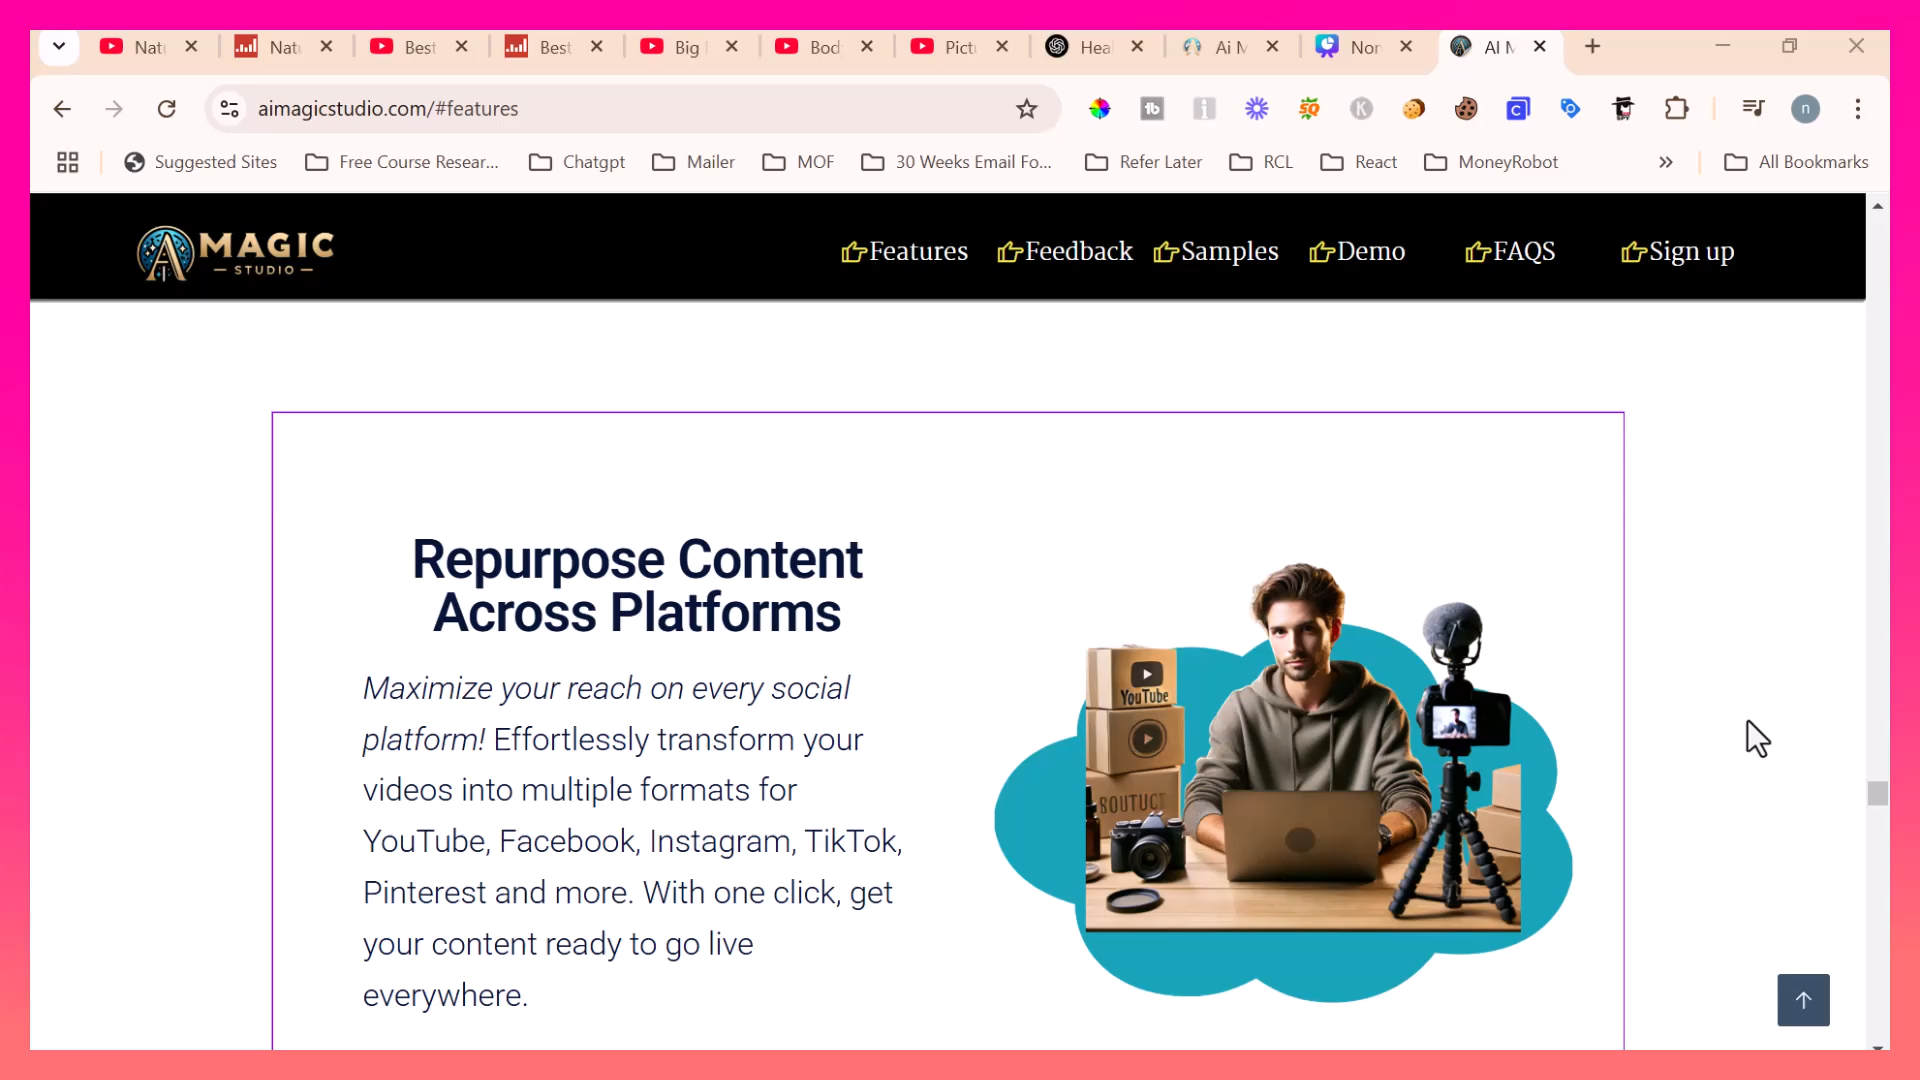 Nat
Nat
Best
Best
Big
Bod
Pict
Heal
Ai M
Nor
AI M
aimagicstudio.com/#features
n
Suggested Sites
Free Course Resear...
Chatgpt
Mailer
MOF
30 Weeks Email Fo...
Refer Later
RCL
React
MoneyRobot
All Bookmarks
MAGIC
STUDIO
Features
Feedback
Samples
Demo
FAQS
Sign up
Repurpose Content
Across Platforms
Maximize your reach on every social
platform! Effortlessly transform your
videos into multiple formats for
YouTube, Facebook, Instagram, TikTok,
Pinterest and more. With one click, get
your content ready to go live
everywhere.
YouTube
BOUTUCT